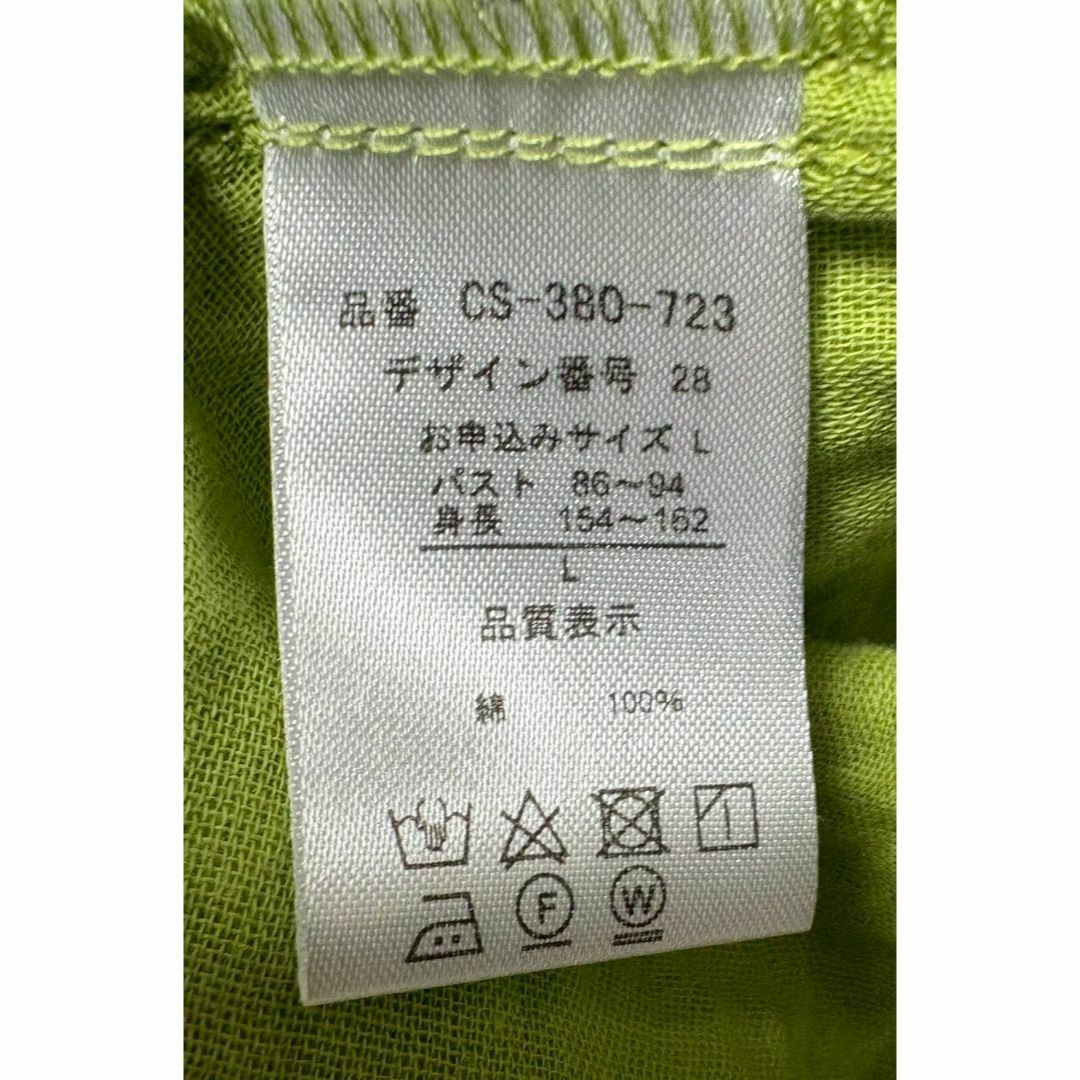 品番 CS-380-723
デザイン番号 28
お申込みサイズ L
バスト 86～94
身長 154～162
L
品質表示
綿 100%
F W